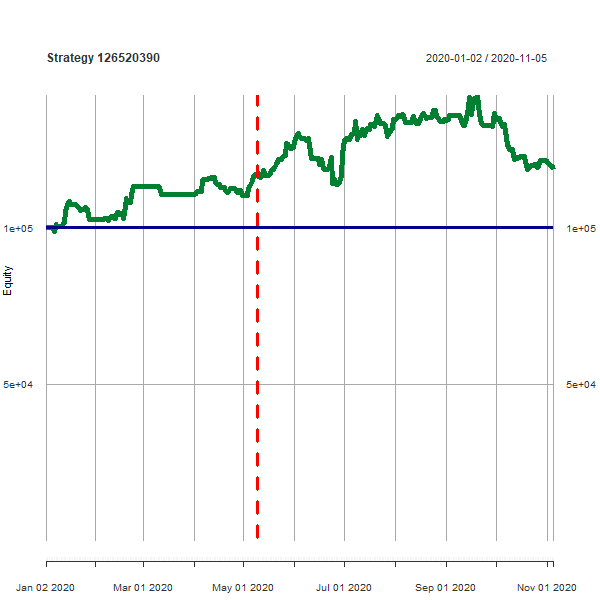 Strategy 126520390
2020-01-02 / 2020-11-05
1e+05
1e+05
Equity
5e+04
5e+04
Jan 02 2020
Mar 01 2020
May 01 2020
Jul 01 2020
Sep 01 2020
Nov 01 2020